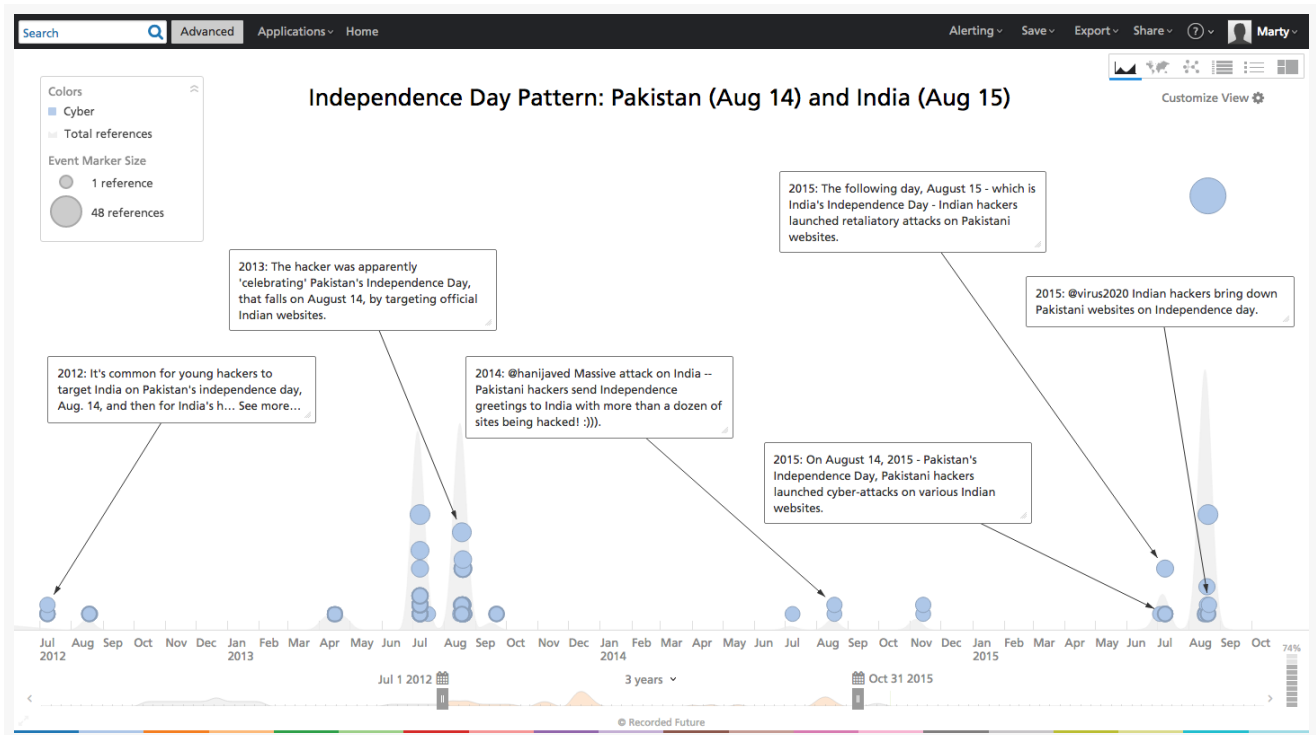 Search
Advanced
Applications
Home
Alerting
Save
Export
Share
?
Marty
Customize View
Colors
Cyber
Total references
Event Marker Size
1 reference
48 references
Independence Day Pattern: Pakistan (Aug 14) and India (Aug 15)
2015: The following day, August 15 - which is
India's Independence Day - Indian hackers
launched retaliatory attacks on Pakistani
websites.
2013: The hacker was apparently
'celebrating' Pakistan's Independence Day,
that falls on August 14, by targeting official
Indian websites.
2015: @virus2020 Indian hackers bring down
Pakistani websites on Independence day.
2012: It's common for young hackers to
target India on Pakistan's independence day,
Aug. 14, and then for India's h... See more...
2014: @hanijaved Massive attack on India --
Pakistani hackers send Independence
greetings to India with more than a dozen of
sites being hacked! :))).
2015: On August 14, 2015 - Pakistan's
Independence Day, Pakistani hackers
launched cyber-attacks on various Indian
websites.
Jul Aug Sep Oct Nov Dec Jan Feb Mar Apr May Jun Jul Aug Sep Oct Nov Dec Jan Feb Mar Apr May Jun Jul Aug Sep Oct Nov Dec Jan Feb Mar Apr May Jun Jul Aug Sep Oct
2012 2013 2014 2015
74%
Jul 1 2012
3 years
Oct 31 2015
© Recorded Future